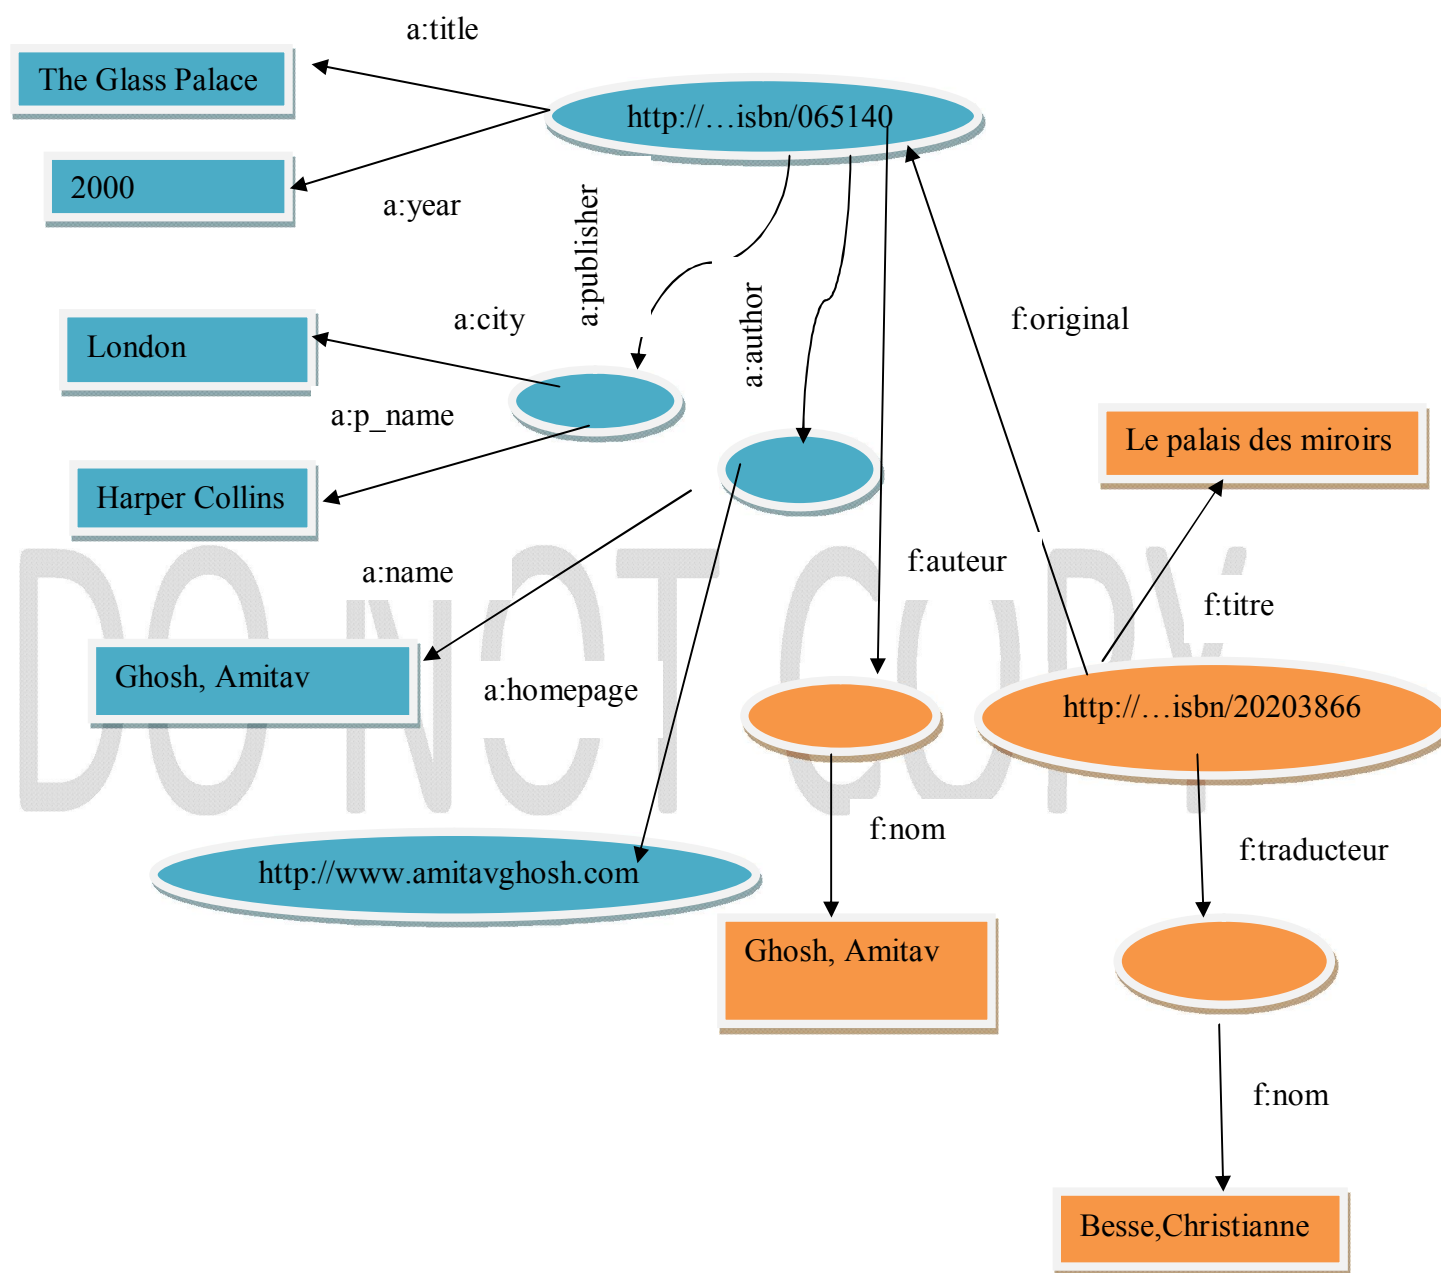 a:title
The Glass Palace
http://…isbn/065140
2000
a:year
a:publisher
a:author
a:city
f:original
London
a:p_name
Le palais des miroirs
Harper Collins
a:name
f:auteur
f:titre
DO NOT COPY
Ghosh, Amitav
a:homepage
http://…isbn/20203866
f:nom
f:traducteur
http://www.amitavghosh.com
Ghosh, Amitav
f:nom
Besse,Christianne